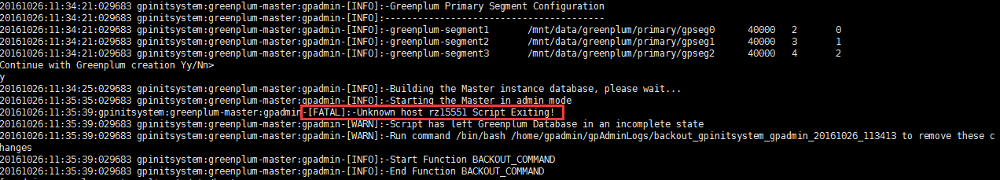 20161026:11:34:21:029683 gpinitsystem:greenplum-master:gpadmin-[INFO]:-Greenplum Primary Segment Configuration
20161026:11:34:21:029683 gpinitsystem:greenplum-master:gpadmin-[INFO]:----------------------------------------
20161026:11:34:21:029683 gpinitsystem:greenplum-master:gpadmin-[INFO]:-greenplum-segment1 /mnt/data/greenplum/primary/gpseg0 40000 2 0
20161026:11:34:21:029683 gpinitsystem:greenplum-master:gpadmin-[INFO]:-greenplum-segment2 /mnt/data/greenplum/primary/gpseg1 40000 3 1
20161026:11:34:21:029683 gpinitsystem:greenplum-master:gpadmin-[INFO]:-greenplum-segment3 /mnt/data/greenplum/primary/gpseg2 40000 4 2
Continue with Greenplum creation Yy/Nn>
y
20161026:11:34:25:029683 gpinitsystem:greenplum-master:gpadmin-[INFO]:-Building the Master instance database, please wait...
20161026:11:35:35:029683 gpinitsystem:greenplum-master:gpadmin-[INFO]:-Starting the Master in admin mode
20161026:11:35:39:gpinitsystem:greenplum-master:gpadmin-[FATAL]:-Unknown host rz15551 Script Exiting!
20161026:11:35:39:029683 gpinitsystem:greenplum-master:gpadmin-[WARN]:-Script has left Greenplum Database in an incomplete state
20161026:11:35:39:029683 gpinitsystem:greenplum-master:gpadmin-[WARN]:-Run command /bin/bash /home/gpadmin/gpAdminLogs/backout_gpinitsystem_gpadmin_20161026_113413 to remove these c
hanges
20161026:11:35:39:029683 gpinitsystem:greenplum-master:gpadmin-[INFO]:-Start Function BACKOUT_COMMAND
20161026:11:35:39:029683 gpinitsystem:greenplum-master:gpadmin-[INFO]:-End Function BACKOUT_COMMAND